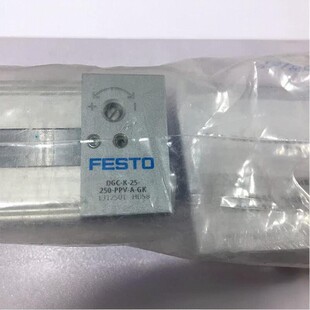 + -
FESTO
DGC-K-25-
250-PPV-A-GK